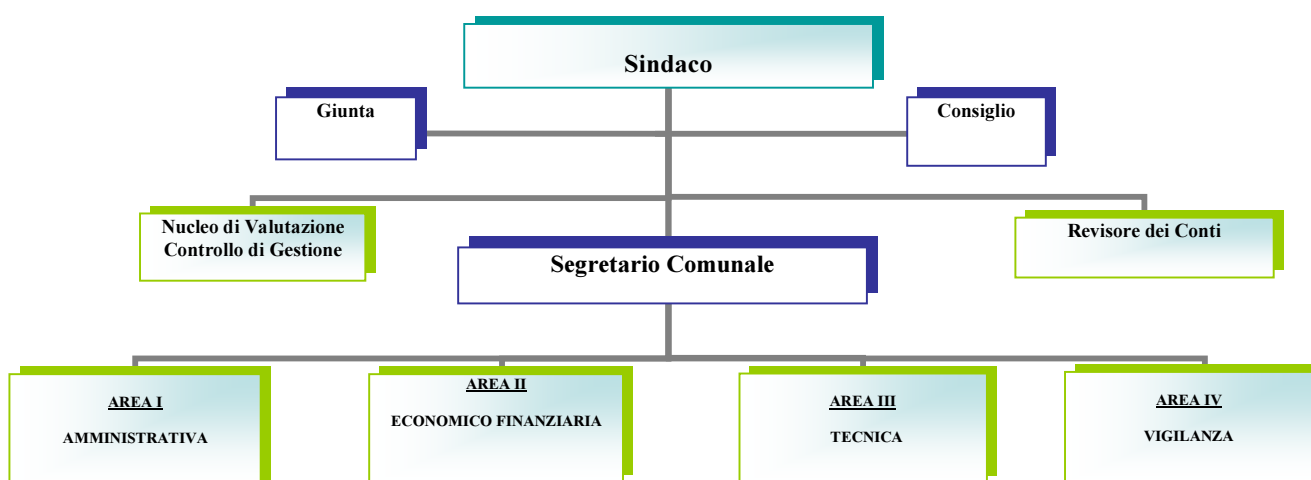 Sindaco
Giunta
Consiglio
Nucleo di Valutazione
Controllo di Gestione
Revisore dei Conti
Segretario Comunale
AREA I
AMMINISTRATIVA
AREA II
ECONOMICO FINANZIARIA
AREA III
TECNICA
AREA IV
VIGILANZA